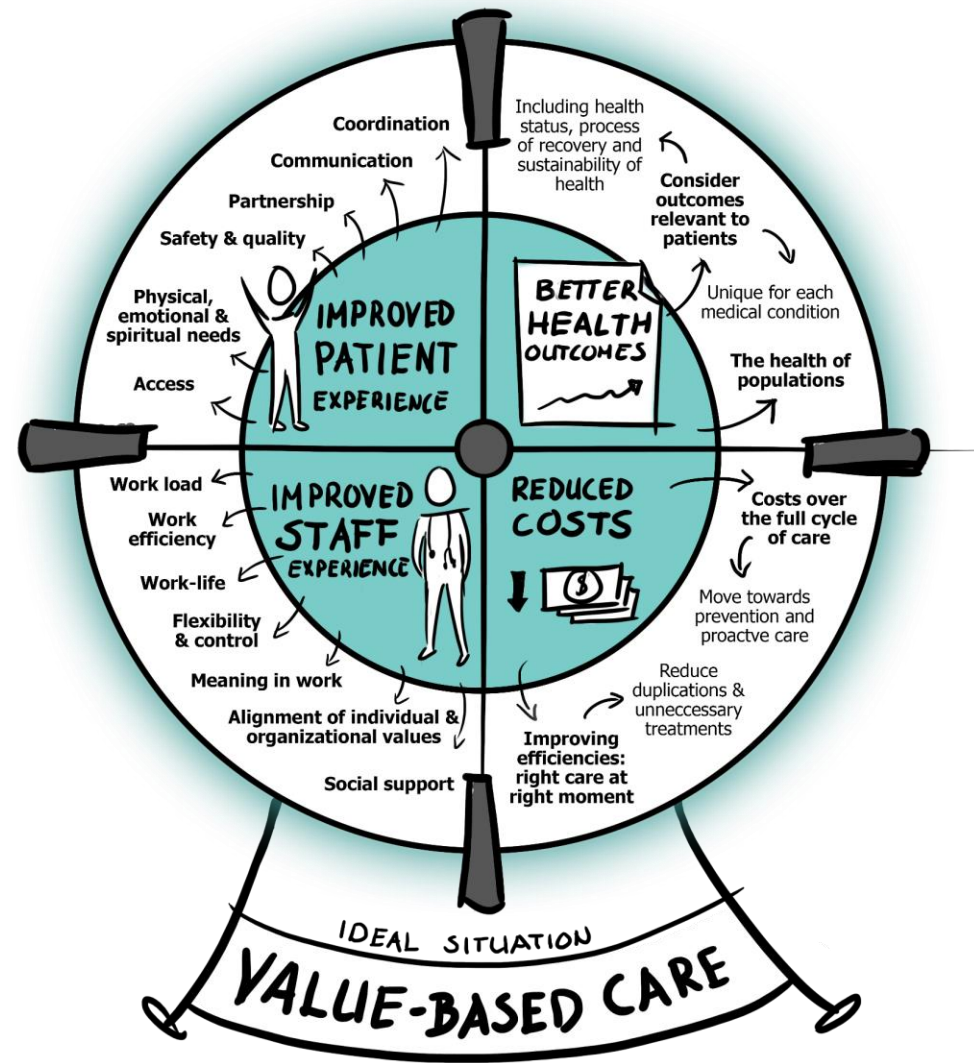 Coordination
Communication
Partnership
Safety & quality
Physical,
emotional &
spiritual needs
Access
IMPROVED
PATIENT
EXPERIENCE
Including health
status, process
of recovery and
sustainability of
health
Consider
outcomes
relevant to
patients
Unique for each
medical condition
The health of
populations
BETTER
HEALTH
OUTCOMES
Work load
Work
efficiency
Work-life
Flexibility
& control
Meaning in work
Alignment of individual &
organizational values
Social support
IMPROVED
STAFF
EXPERIENCE
REDUCED
COSTS
$
Costs over
the full cycle
of care
Move towards
prevention and
proactve care
Reduce
duplications &
unneccessary
treatments
Improving
efficiencies:
right care at
right moment
IDEAL SITUATION
VALUE-BASED CARE